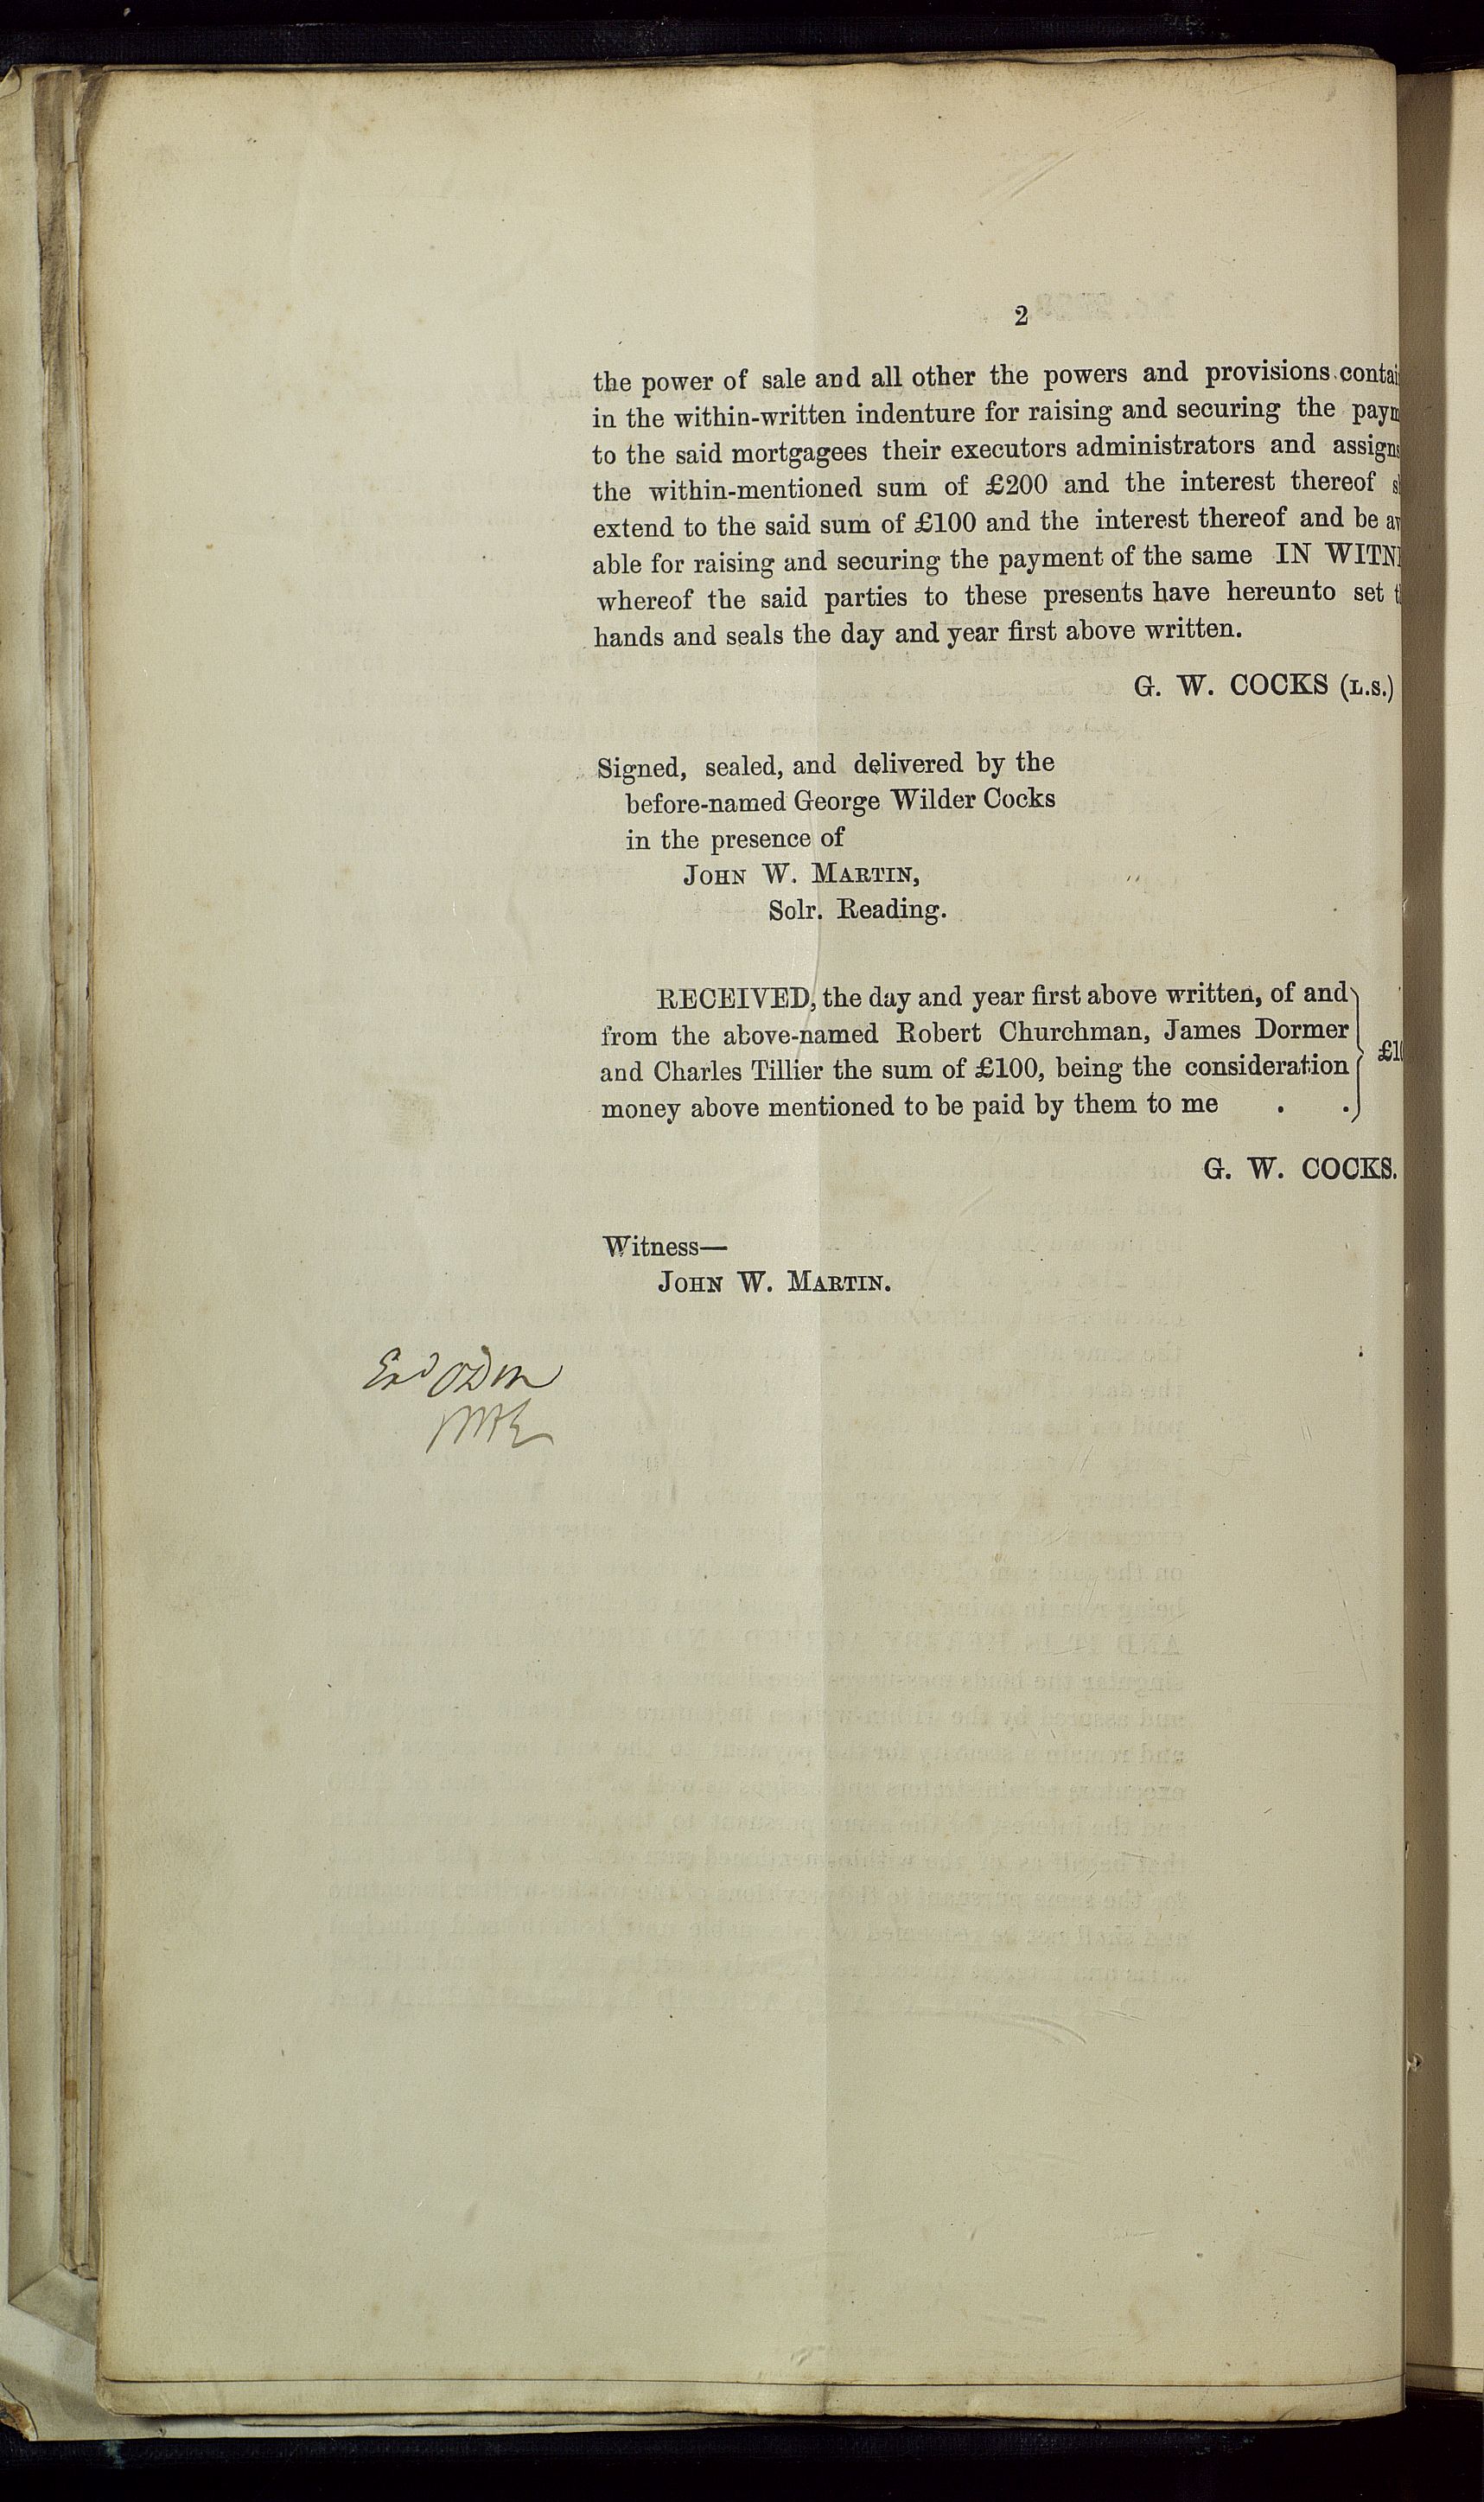 2
the power of sale and all other the powers and provisions contai
in the within-written indenture for raising and securing the paym
to the said mortgagees their executors administrators and assigns
the within-mentioned sum of £200 and the interest thereof s
extend to the said sum of £100 and the interest thereof and be av
able for raising and securing the payment of the same IN WITN
whereof the said parties to these presents have hereunto set t
hands and seals the day and year first above written.
G. W. COCKS (L.S.)
Signed, sealed, and delivered by the
before-named George Wilder Cocks
in the presence of
JOHN W. MARTIN,
Solr. Reading.
RECEIVED, the day and year first above written, of and
from the above-named Robert Churchman, James Dormer
and Charles Tillier the sum of £100, being the consideration £10
money above mentioned to be paid by them to me . .
G. W. COCKS.
Witness—
JOHN W. MARTIN.